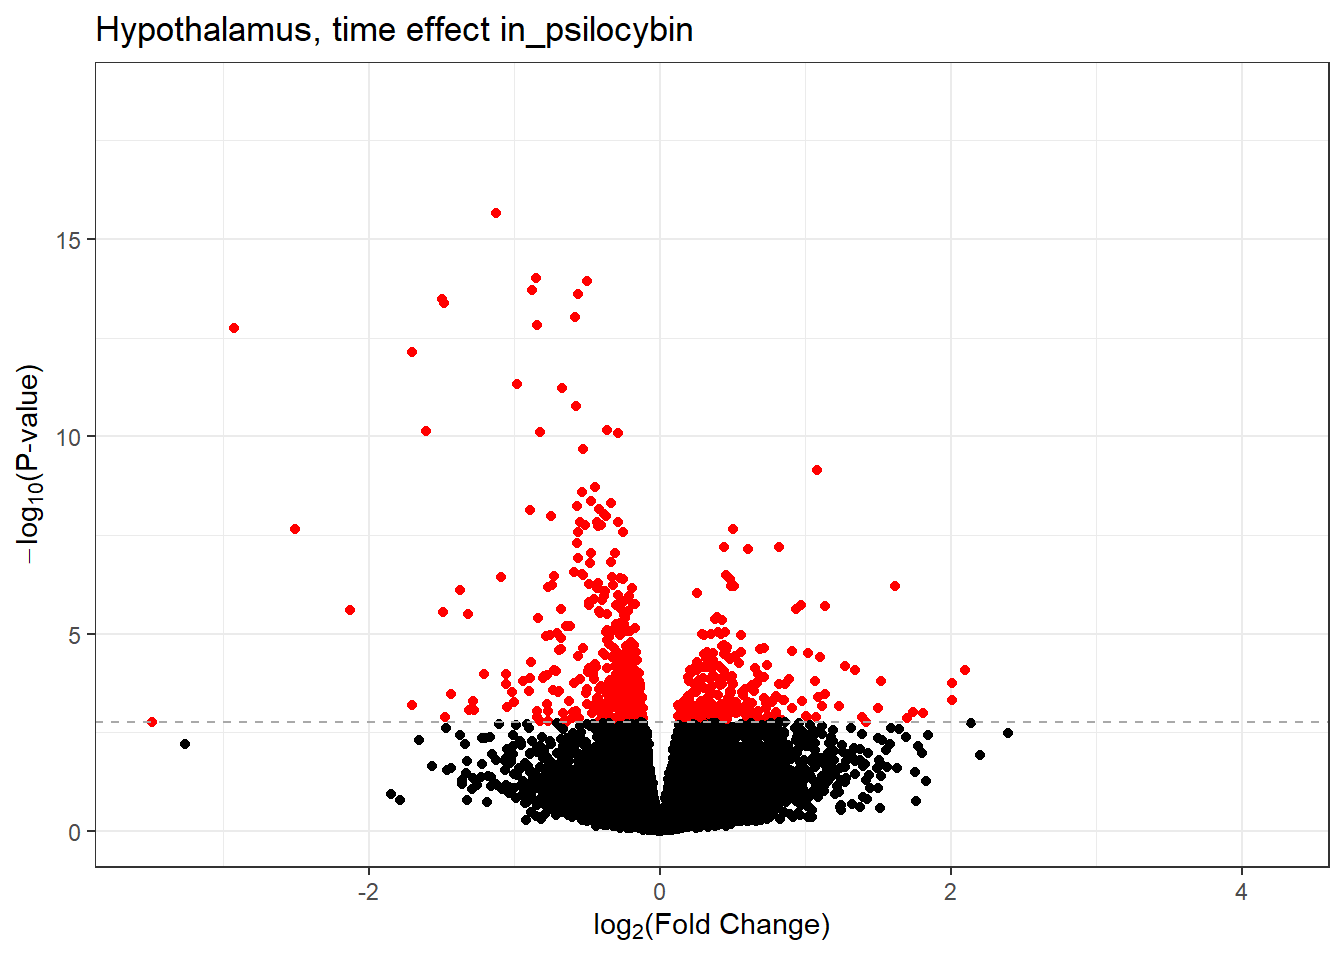 Hypothalamus, time effect in_psilocybin
−log10(P-value)
15
10
5
0
-2
0
2
4
log2(Fold Change)